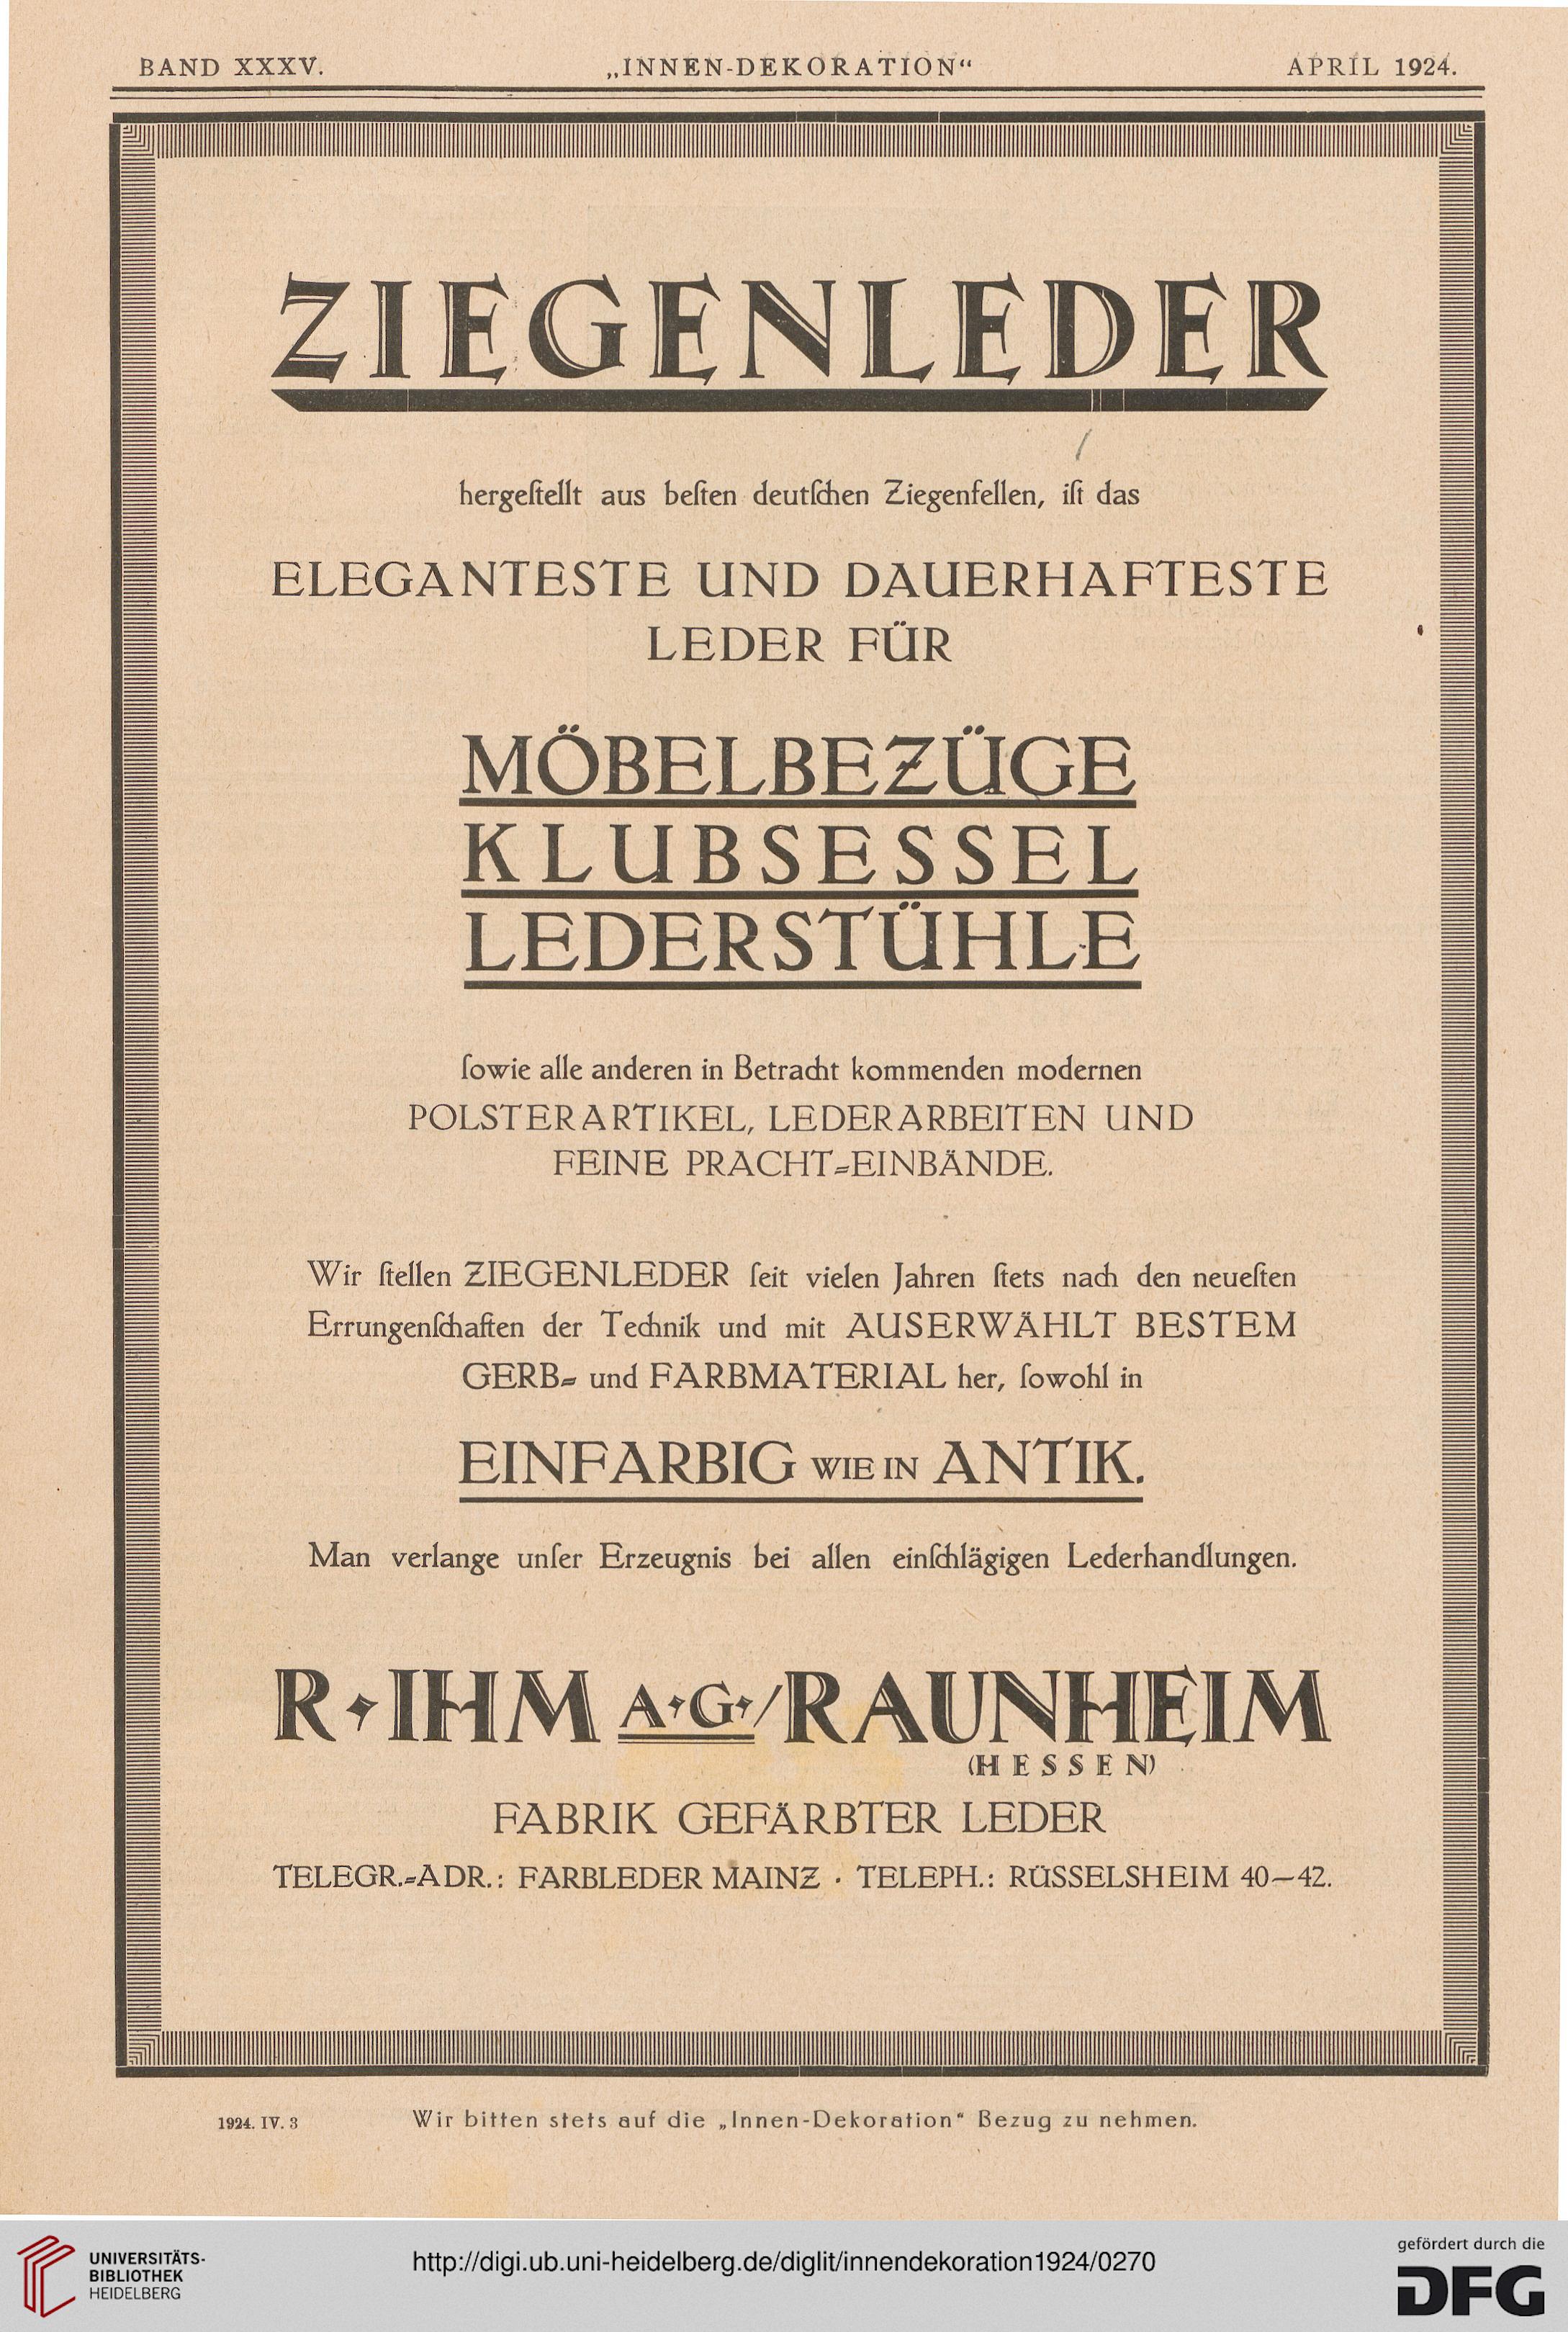 BAND XXXV.
„INNEN-DEKORATION“
APRIL 1924.
ZIEGENLEDER
hergeſtellt aus beſten deutſchen Ziegenfellen, iſt das
ELEGANTESTE UND DAUERHAFTESTE
LEDER FÜR
MÖBELBEZÜGE
KLUBSESSEL
LEDERSTÜHLE
ſowie alle anderen in Betracht kommenden modernen
POLSTERARTIKEL, LEDERARBEITEN UND
FEINE PRACHT-EINBÄNDE.
Wir ſtellen ZIEGENLEDER ſeit vielen Jahren ſtets nach den neueſten
Errungenſchaften der Technik und mit AUSERWÄHLT BESTEM
GERB- und FARBMATERIAL her, ſowohl in
EINFARBIG WIE IN ANTIK.
Man verlange unſer Erzeugnis bei allen einſchlägigen Lederhandlungen.
R·IHM A·G·/RAUNHEIM
(HESSEN)
FABRIK GEFÄRBTER LEDER
TELEGR.-ADR.: FARBLEDER MAINZ · TELEPH.: RÜSSELSHEIM 40—42.
1924. IV. 3
Wir bitten stets auf die „Innen-Dekoration“ Bezug zu nehmen.
UNIVERSITÄTS-
BIBLIOTHEK
HEIDELBERG
http://digi.ub.uni-heidelberg.de/diglit/innendekoration1924/0270
gefördert durch die
DFG